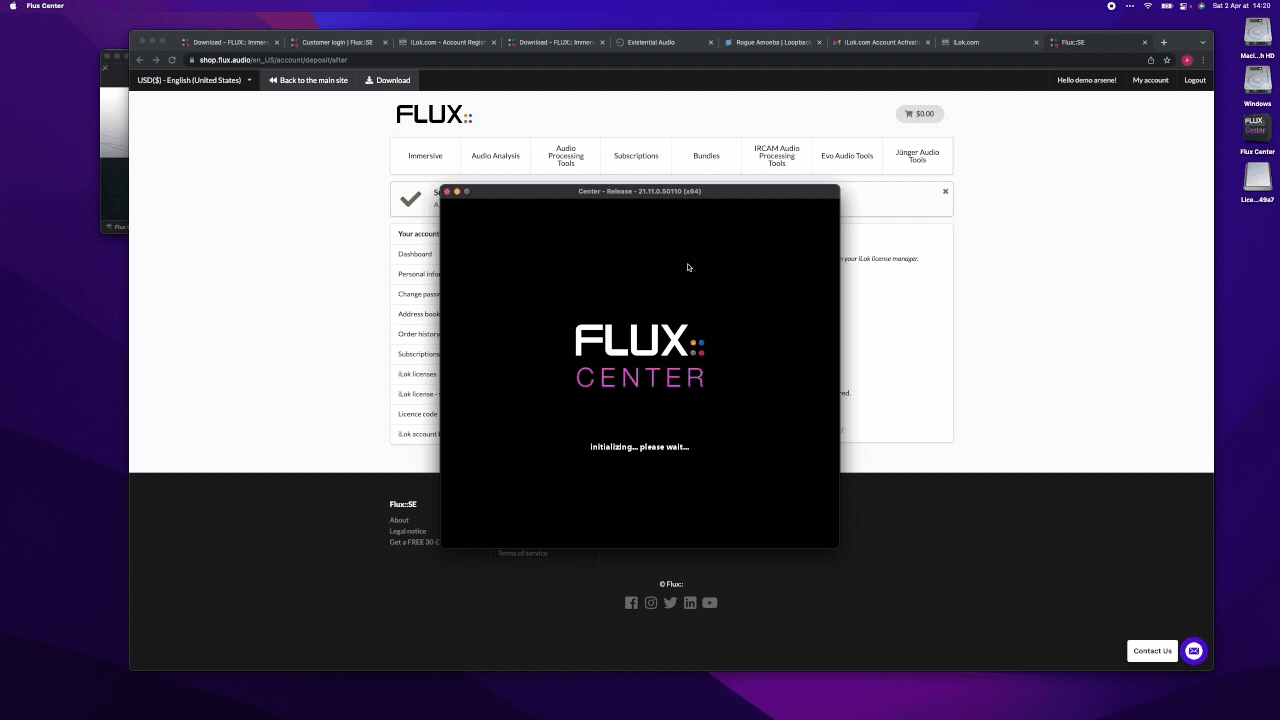 Flux Center
Sat 2 Apr at 14:20
Download - FLUX:: Immers
Customer login | Flux::SE
iLok.com - Account Regist
Download - FLUX:: Immers
Existential Audio
Rogue Amoeba | Loopback
iLok.com Account Activati
iLok.com
Flux::SE
shop.flux.audio/en_US/account/deposit/after
USD($) - English (United States)
Back to the main site
Download
Hello demo arsene!
My account
Logout
FLUX::
$0.00
Immersive
Audio Analysis
Audio
Processing
Tools
Subscriptions
Bundles
IRCAM Audio
Processing
Tools
Evo Audio Tools
Jünger Audio
Tools
Center - Release - 21.11.0.50110 (x64)
Your account
Dashboard
Personal infor
Change passw
Address book
Order history
Subscriptions
iLok licenses
iLok license -
Licence code
iLok account
n your iLok license manager.
red.
FLUX::
CENTER
initializing... please wait...
Flux::SE
About
Legal notice
Get a FREE 30-D
Terms of service
© Flux::
Contact Us
Maci...h HD
Windows
FLUX::
Center
Flux Center
Lice...49a7
Flux